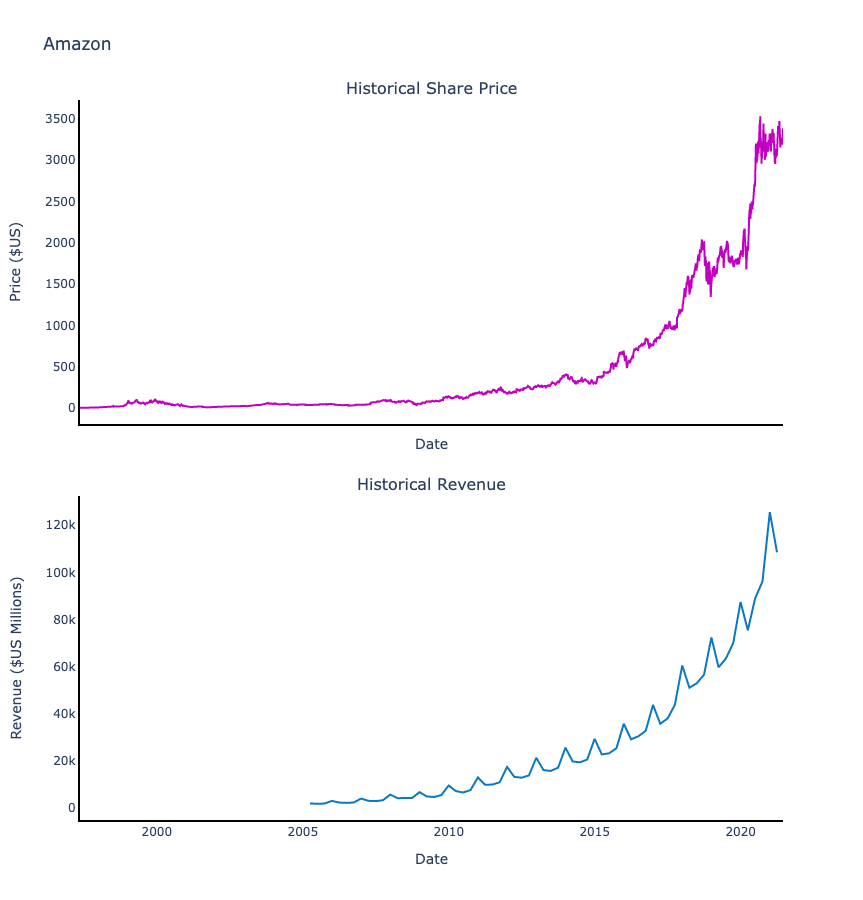 Amazon
Historical Share Price
3500
3000
2500
2000
1500
1000
500
0
Price ($US)
Date
Historical Revenue
120k
100k
80k
60k
40k
20k
0
Revenue ($US Millions)
2000 2005 2010 2015 2020
Date